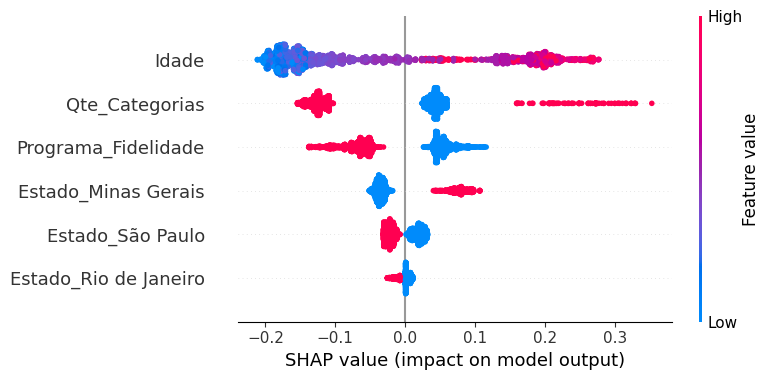 High
Idade
Qte_Categorias
Programa_Fidelidade
Estado_Minas Gerais
Estado_São Paulo
Estado_Rio de Janeiro
Feature value
Low
−0.2 −0.1 0.0 0.1 0.2 0.3
SHAP value (impact on model output)